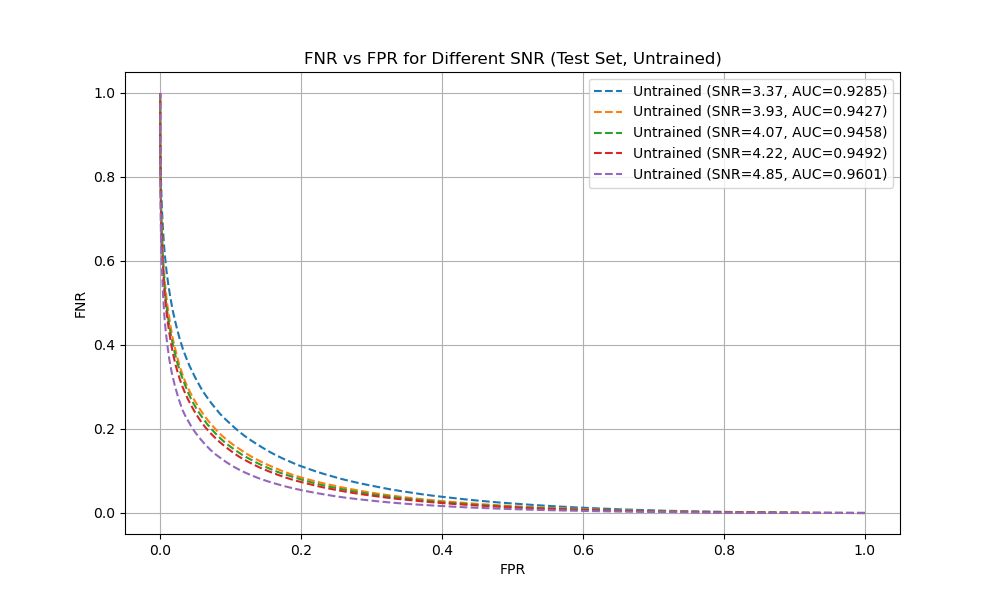 FNR vs FPR for Different SNR (Test Set, Untrained)
Untrained (SNR=3.37, AUC=0.9285)
Untrained (SNR=3.93, AUC=0.9427)
Untrained (SNR=4.07, AUC=0.9458)
Untrained (SNR=4.22, AUC=0.9492)
Untrained (SNR=4.85, AUC=0.9601)
FNR
1.0
0.8
0.6
0.4
0.2
0.0
0.0 0.2 0.4 0.6 0.8 1.0
FPR